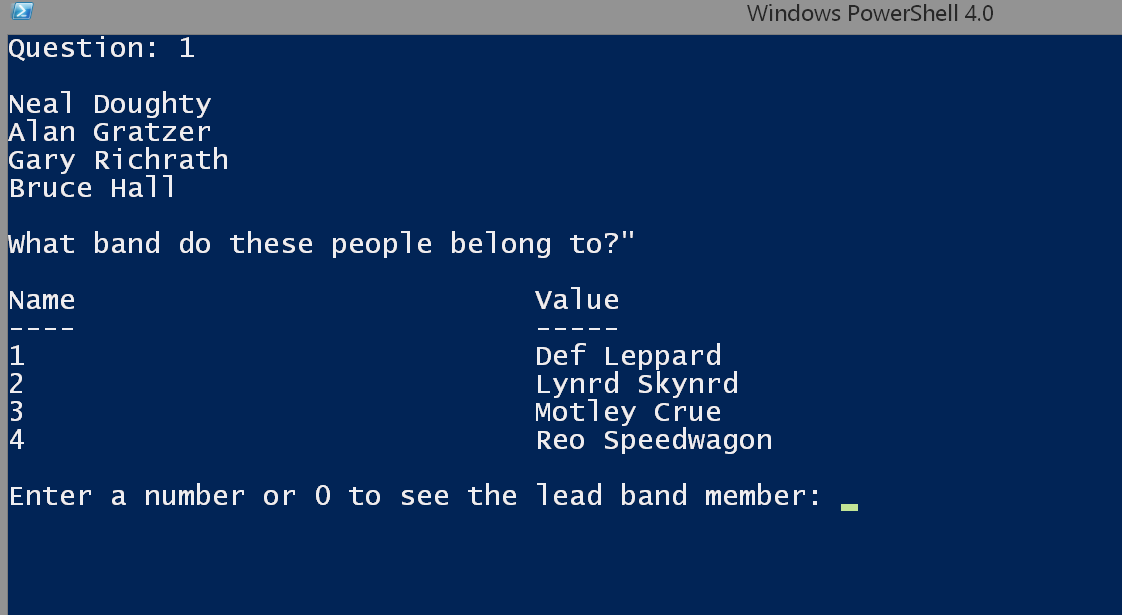 Windows PowerShell 4.0
Question: 1
Neal Doughty
Alan Gratzer
Gary Richrath
Bruce Hall
What band do these people belong to?"
Name Value
---- -----
1 Def Leppard
2 Lynrd Skynrd
3 Motley Crue
4 Reo Speedwagon
Enter a number or 0 to see the lead band member: